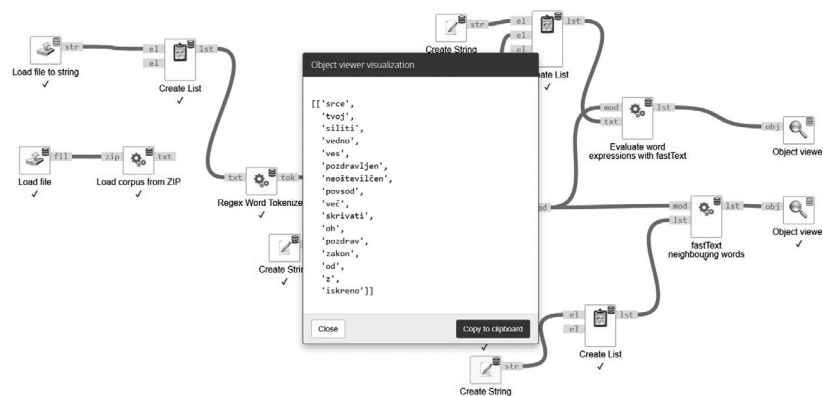 str
Load file to string
el
el
lst
Create List
fil
Load file
zip
txt
Load corpus from ZIP
txt
tok
Regex Word Tokenize
Create Stri
str
Create String
el
el
el
lst
ate List
Object viewer visualization
[['srce',
'tvoj',
'siliti',
'vedno',
'ves',
'pozdravljen',
'neoštevilčen',
'povsod',
'več',
'skrivati',
'oh',
'pozdrav',
'zakon',
'od',
'z',
'iskreno']]
Close
Copy to clipboard
mod
txt
lst
Evaluate word
expressions with fastText
obj
Object viewe
od
mod
lst
lst
fastText
neighbouring words
obj
Object viewe
el
el
lst
Create List
str
Create String